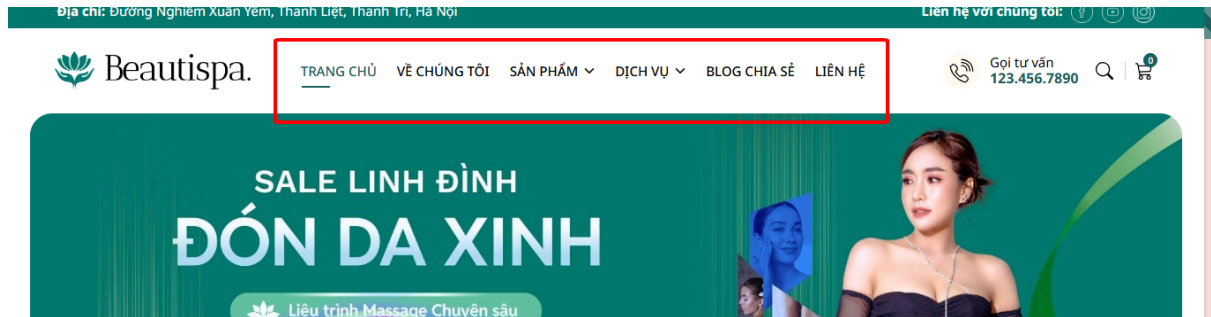 Địa chỉ: Đường Nghiêm Xuân Yêm, Thanh Liệt, Thanh Trì, Hà Nội
Liên hệ với chúng tôi:
Beautispa.
TRANG CHỦ VỀ CHÚNG TÔI SẢN PHẨM DỊCH VỤ BLOG CHIA SẺ LIÊN HỆ
Gọi tư vấn
123.456.7890
0
SALE LINH ĐÌNH
ĐÓN DA XINH
Liệu trình Massage Chuyên sâu